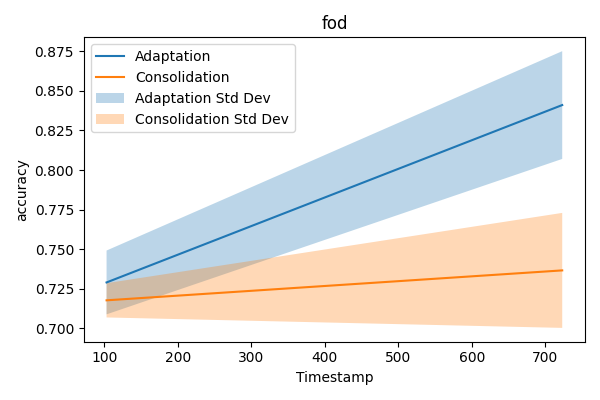 fod
Adaptation
Consolidation
Adaptation Std Dev
Consolidation Std Dev
accuracy
0.875
0.850
0.825
0.800
0.775
0.750
0.725
0.700
100 200 300 400 500 600 700
Timestamp